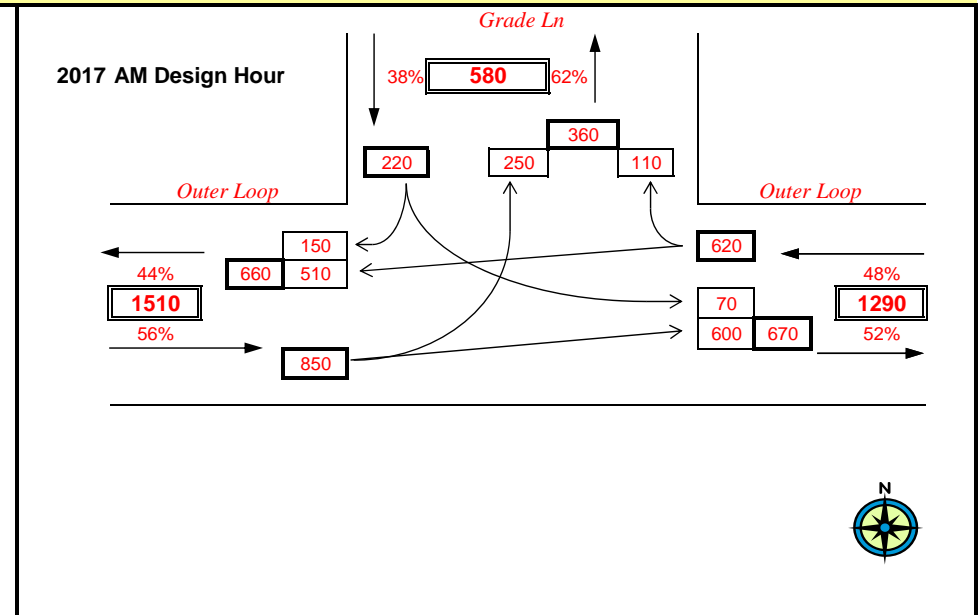 Grade Ln
2017 AM Design Hour
38% 580 62%
360
220 250 110
Outer Loop Outer Loop
150 620
44% 660 510 48%
1510 70 1290
56% 600 670 52%
850
N